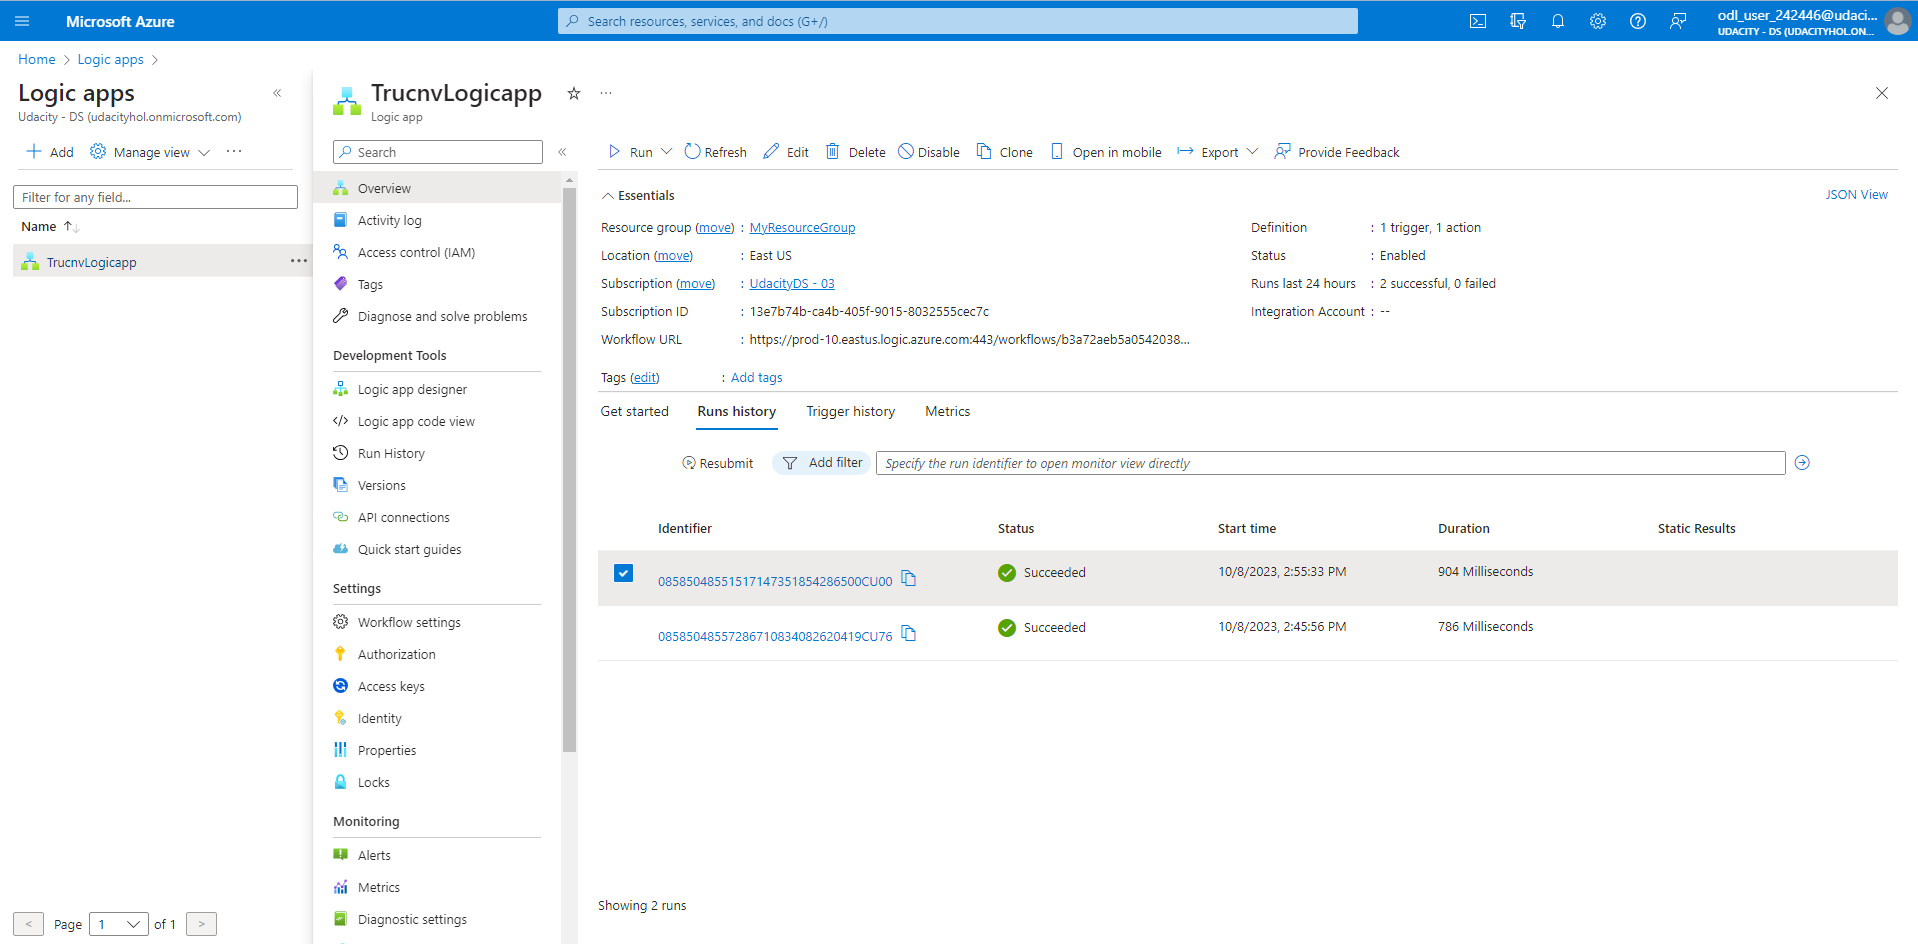 Microsoft Azure
Search resources, services, and docs (G+/)
odl_user_242446@udaci...
UDACITY - DS (UDACITYHOL.ON...
Home > Logic apps >
Logic apps
Udacity - DS (udacityhol.onmicrosoft.com)
Add Manage view ...
Filter for any field...
Name
TrucnvLogicapp ...
< Page 1 of 1 >
TrucnvLogicapp ...
Logic app
Search
Overview
Activity log
Access control (IAM)
Tags
Diagnose and solve problems
Development Tools
Logic app designer
Logic app code view
Run History
Versions
API connections
Quick start guides
Settings
Workflow settings
Authorization
Access keys
Identity
Properties
Locks
Monitoring
Alerts
Metrics
Diagnostic settings
Run Refresh Edit Delete Disable Clone Open in mobile Export Provide Feedback
Essentials
JSON View
Resource group (move) : MyResourceGroup
Location (move) : East US
Subscription (move) : UdacityDS - 03
Subscription ID : 13e7b74b-ca4b-405f-9015-8032555cec7c
Workflow URL : https://prod-10.eastus.logic.azure.com:443/workflows/b3a72aeb5a0542038...
Definition : 1 trigger, 1 action
Status : Enabled
Runs last 24 hours : 2 successful, 0 failed
Integration Account : --
Tags (edit) : Add tags
Get started Runs history Trigger history Metrics
Resubmit Add filter Specify the run identifier to open monitor view directly
Identifier Status Start time Duration Static Results
08585048551517147351854286500CU00 Succeeded 10/8/2023, 2:55:33 PM 904 Milliseconds
08585048557286710834082620419CU76 Succeeded 10/8/2023, 2:45:56 PM 786 Milliseconds
Showing 2 runs